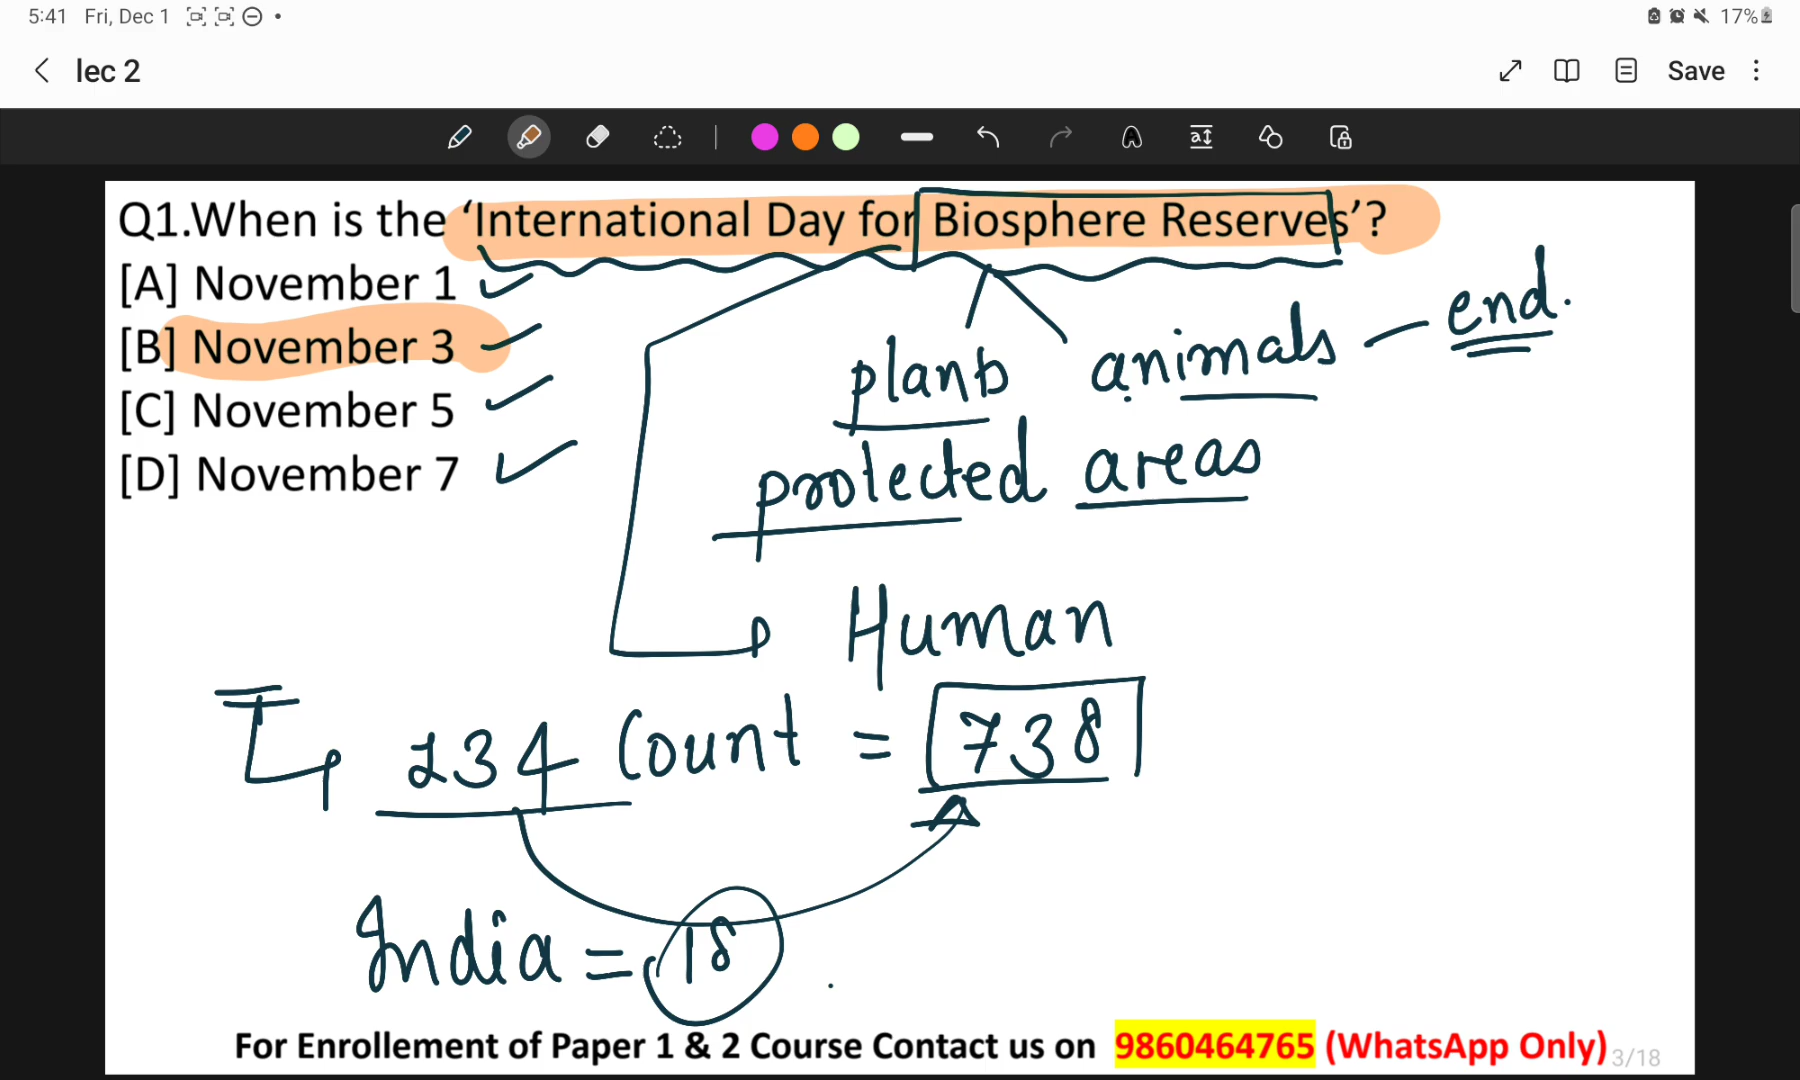 5:41 Fri, Dec 1 17%
lec 2 Save
Q1.When is the ‘International Day for Biosphere Reserves’?
[A] November 1
[B] November 3
[C] November 5
[D] November 7
plants animals – end.
protected areas
Human
234 Count = 738
India = 18
For Enrollement of Paper 1 & 2 Course Contact us on 9860464765 (WhatsApp Only) 3/18